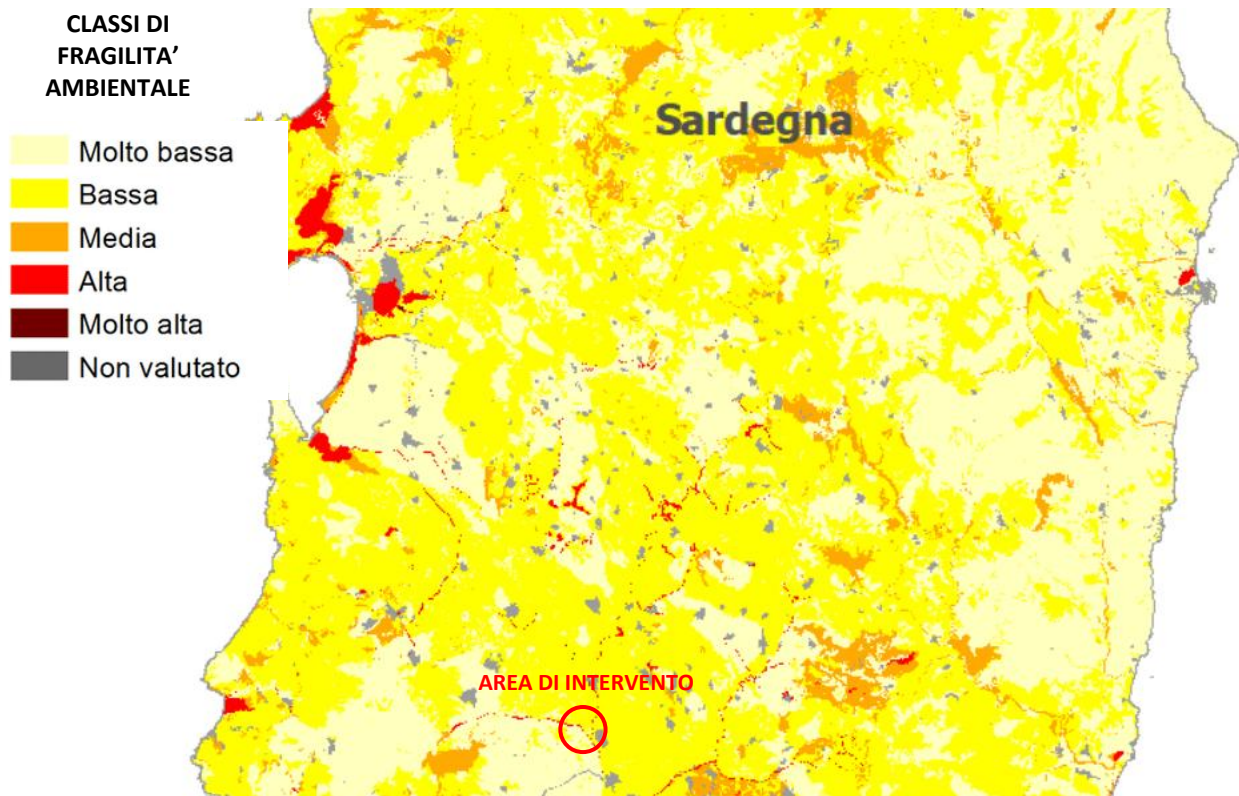 CLASSI DI
FRAGILITA’
AMBIENTALE
Molto bassa
Bassa
Media
Alta
Molto alta
Non valutato
Sardegna
AREA DI INTERVENTO